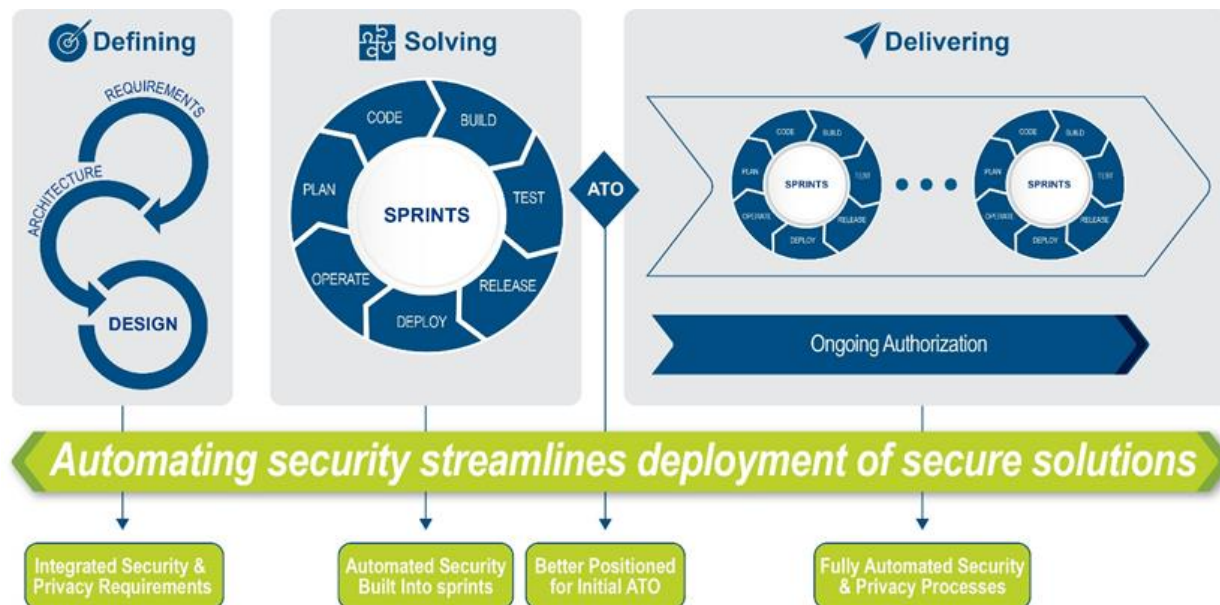 Defining
REQUIREMENTS
ARCHITECTURE
DESIGN
Solving
CODE
BUILD
PLAN
TEST
SPRINTS
OPERATE
RELEASE
DEPLOY
ATO
Delivering
CODE
BUILD
PLAN
TEST
SPRINTS
OPERATE
RELEASE
DEPLOY
CODE
BUILD
PLAN
TEST
SPRINTS
OPERATE
RELEASE
DEPLOY
Ongoing Authorization
Automating security streamlines deployment of secure solutions
Integrated Security &
Privacy Requirements
Automated Security
Built Into sprints
Better Positioned
for Initial ATO
Fully Automated Security
& Privacy Processes